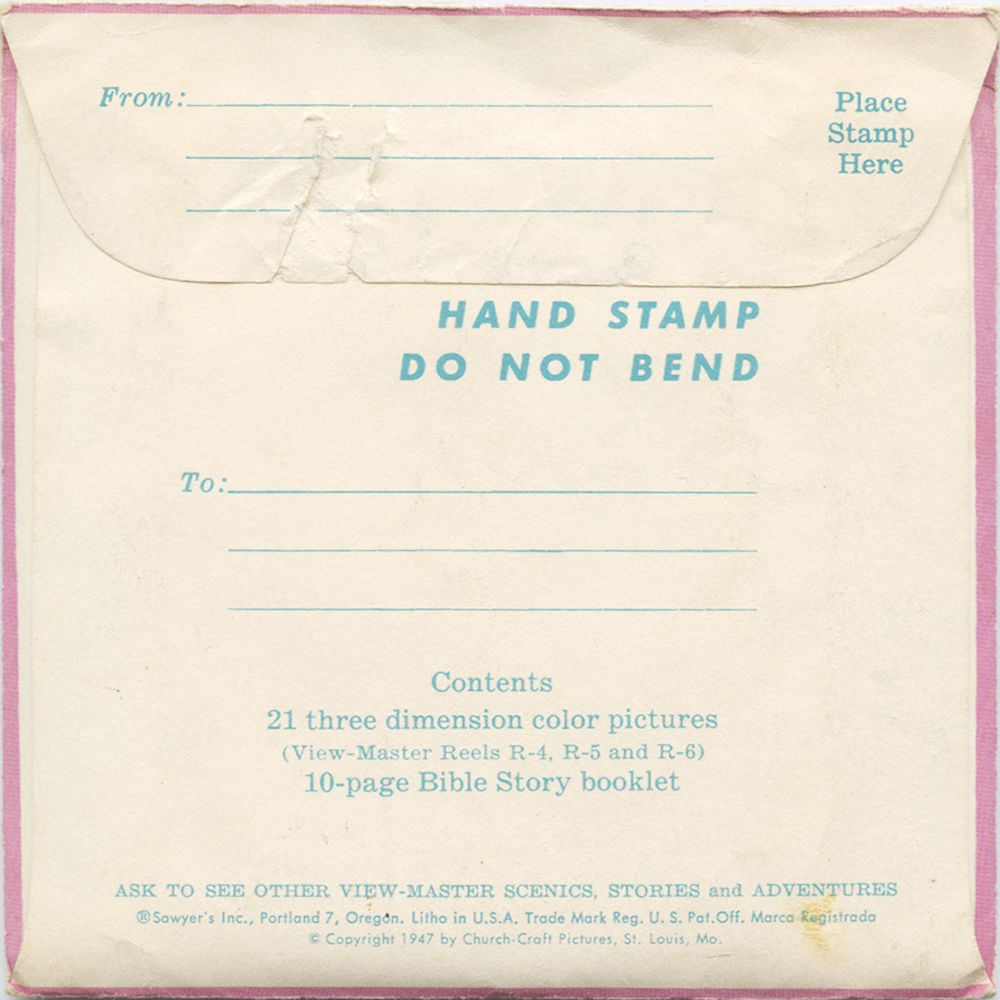 From:
Place
Stamp
Here
HAND STAMP
DO NOT BEND
To:
Contents
21 three dimension color pictures
(View-Master Reels R-4, R-5 and R-6)
10-page Bible Story booklet
ASK TO SEE OTHER VIEW-MASTER SCENICS, STORIES and ADVENTURES
®Sawyer's Inc., Portland 7, Oregon. Litho in U.S.A. Trade Mark Reg. U. S. Pat.Off. Marca Registrada
© Copyright 1947 by Church-Craft Pictures, St. Louis, Mo.